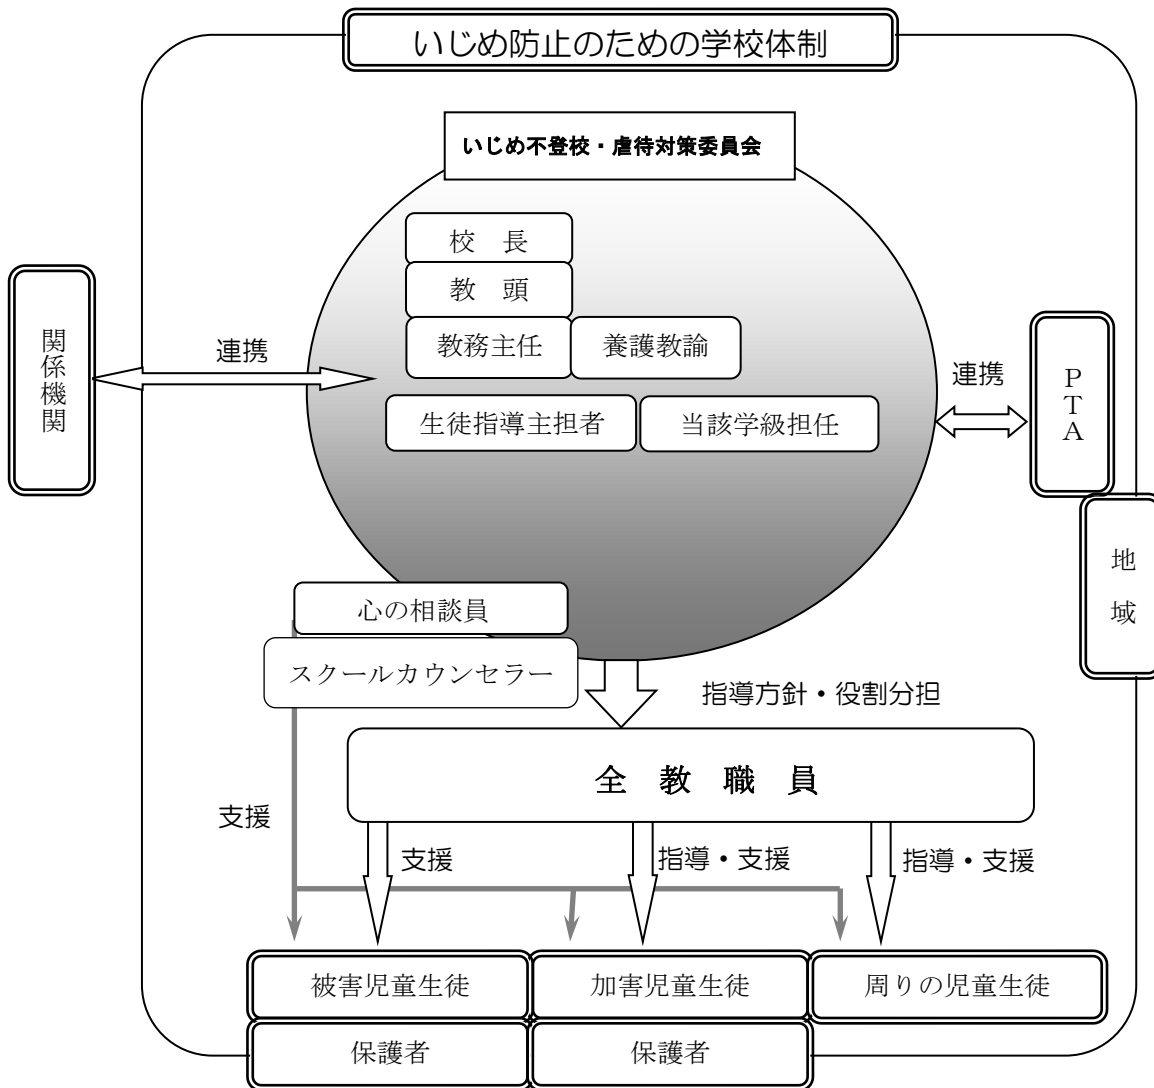 いじめ防止のための学校体制
いじめ不登校・虐待対策委員会
校　長
教　頭
教務主任
養護教諭
生徒指導主担者
当該学級担任
関係機関
連携
連携
ＰＴＡ
地域
心の相談員
スクールカウンセラー
指導方針・役割分担
全　教　職　員
支援
支援
指導・支援
指導・支援
被害児童生徒
加害児童生徒
周りの児童生徒
保護者
保護者